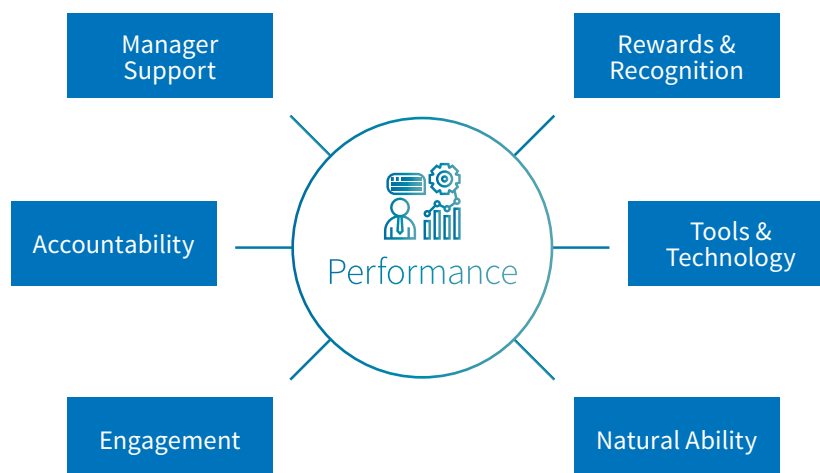 Manager
Support
Rewards &
Recognition
Accountability
Performance
Tools &
Technology
Engagement
Natural Ability